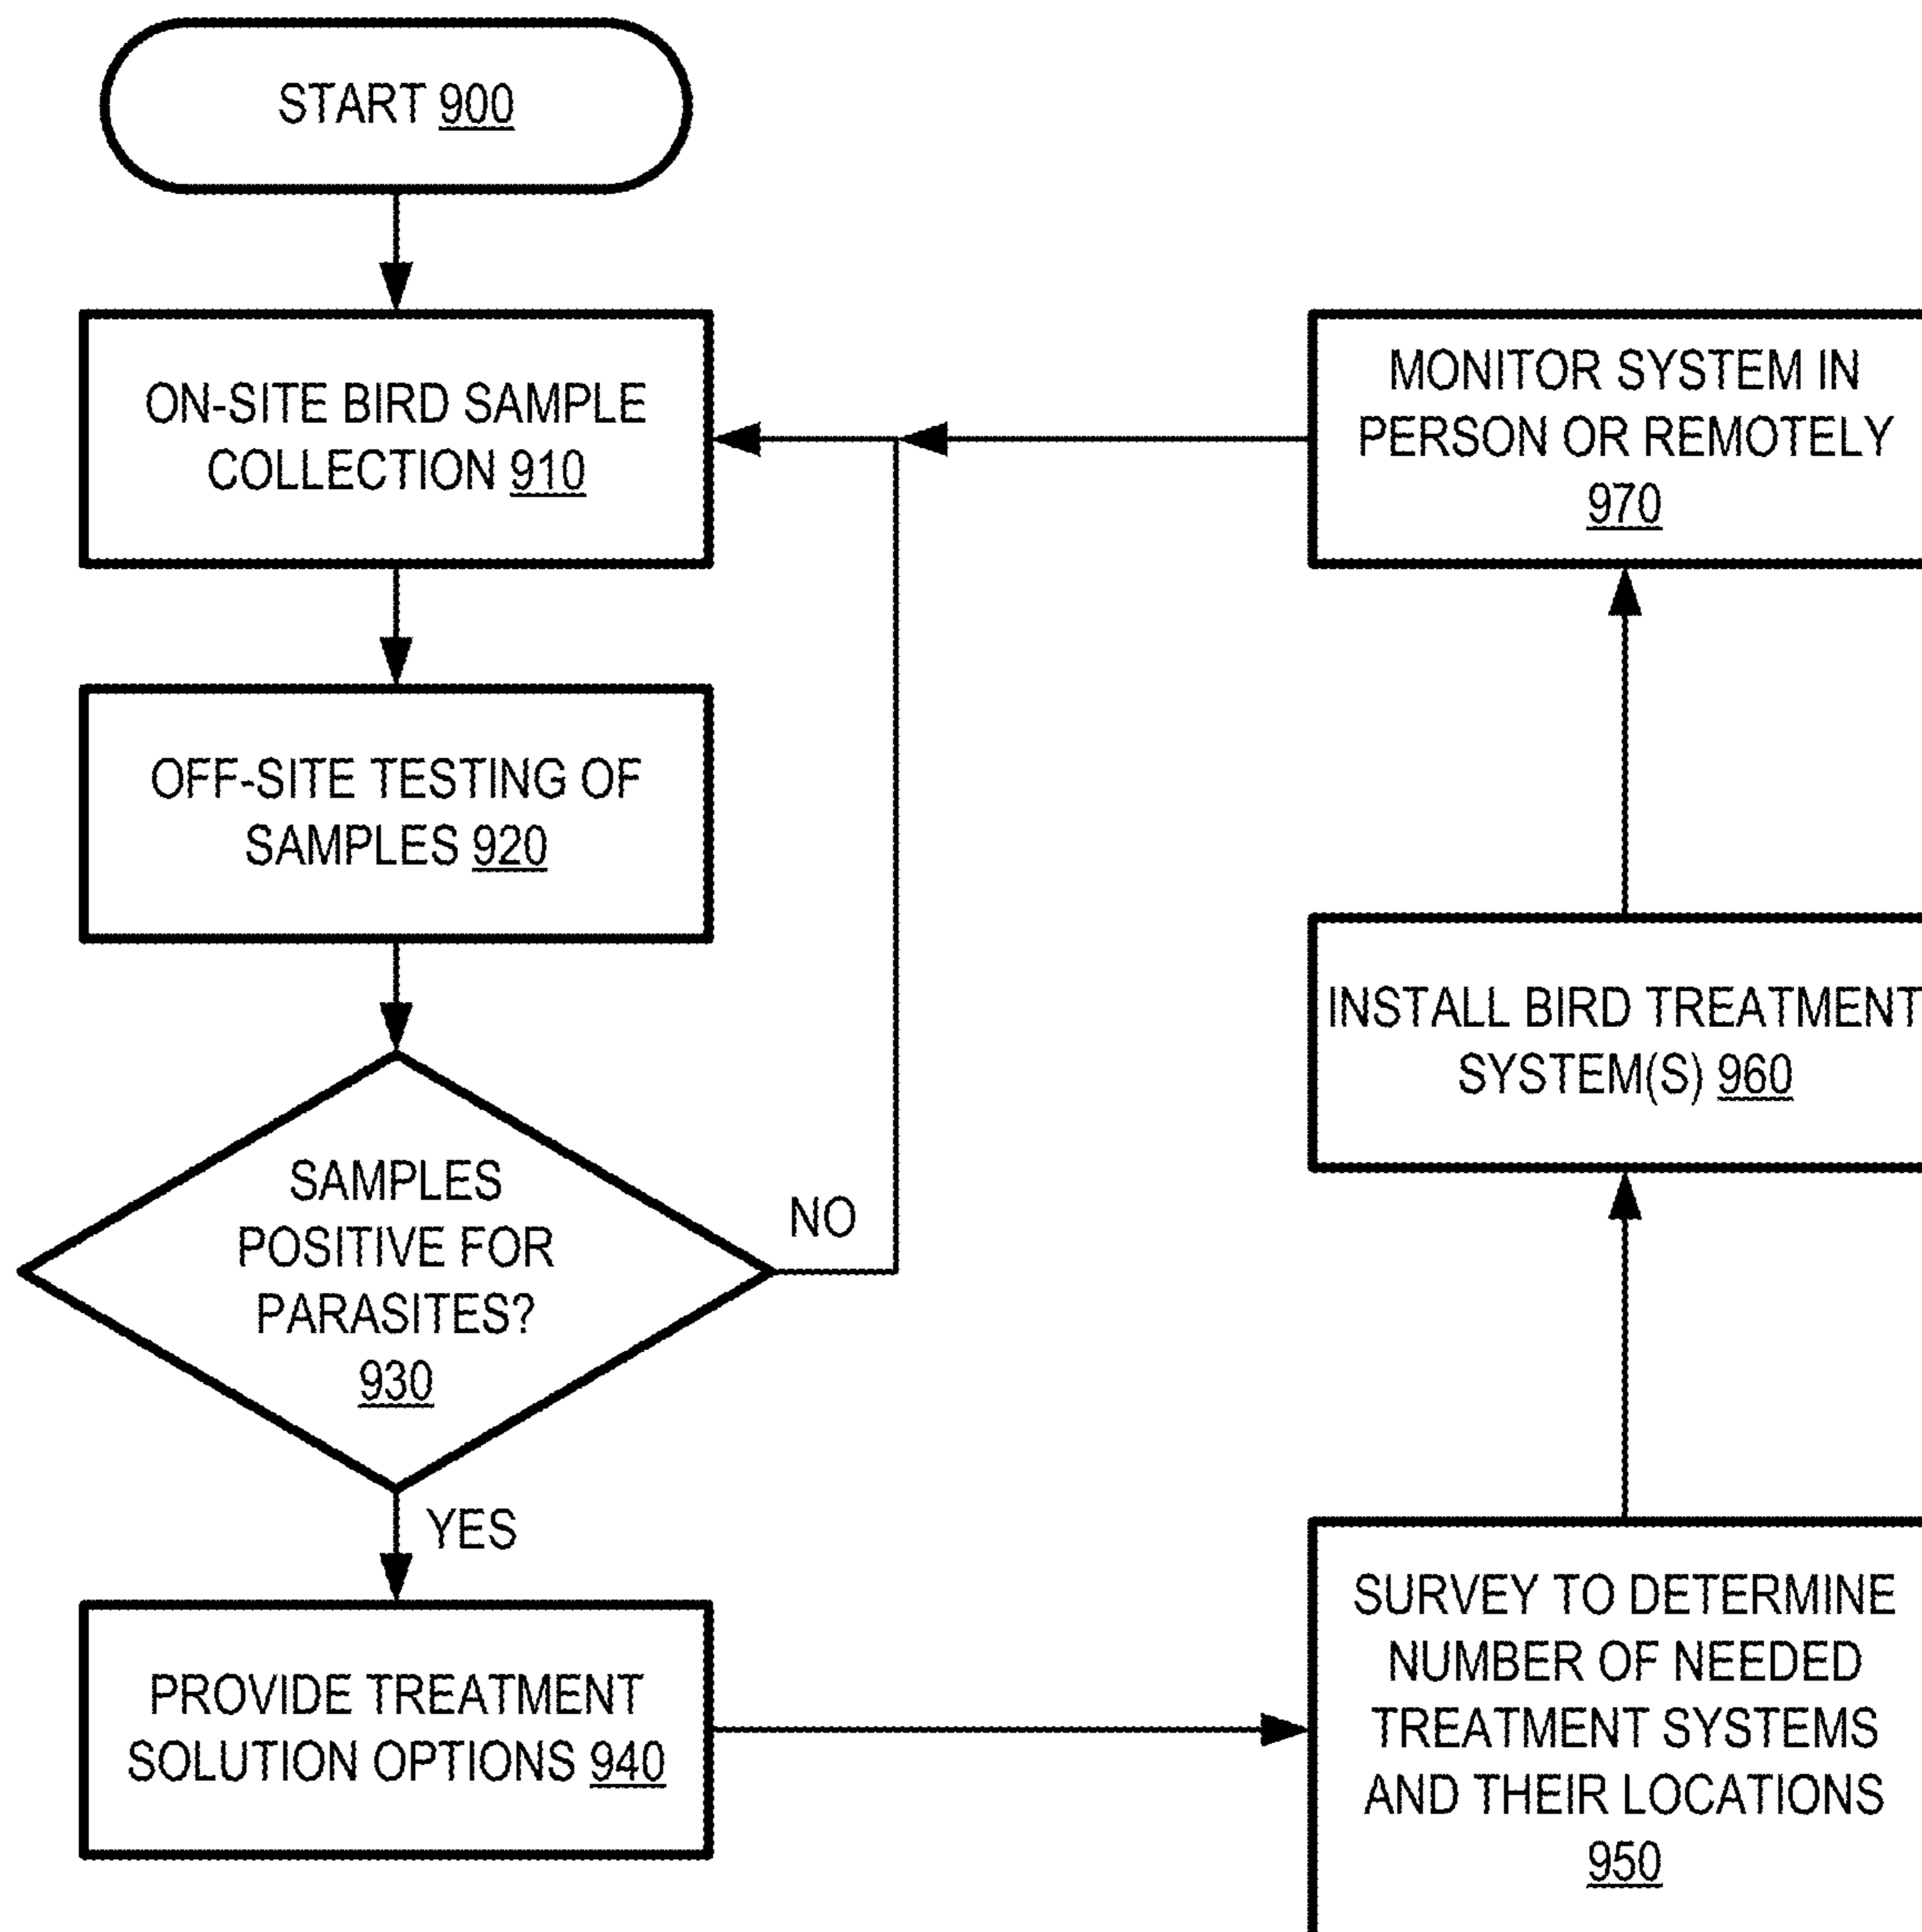 START 900
ON-SITE BIRD SAMPLE
COLLECTION 910
OFF-SITE TESTING OF
SAMPLES 920
SAMPLES
POSITIVE FOR
PARASITES?
930
NO
YES
PROVIDE TREATMENT
SOLUTION OPTIONS 940
SURVEY TO DETERMINE
NUMBER OF NEEDED
TREATMENT SYSTEMS
AND THEIR LOCATIONS
950
INSTALL BIRD TREATMENT
SYSTEM(S) 960
MONITOR SYSTEM IN
PERSON OR REMOTELY
970